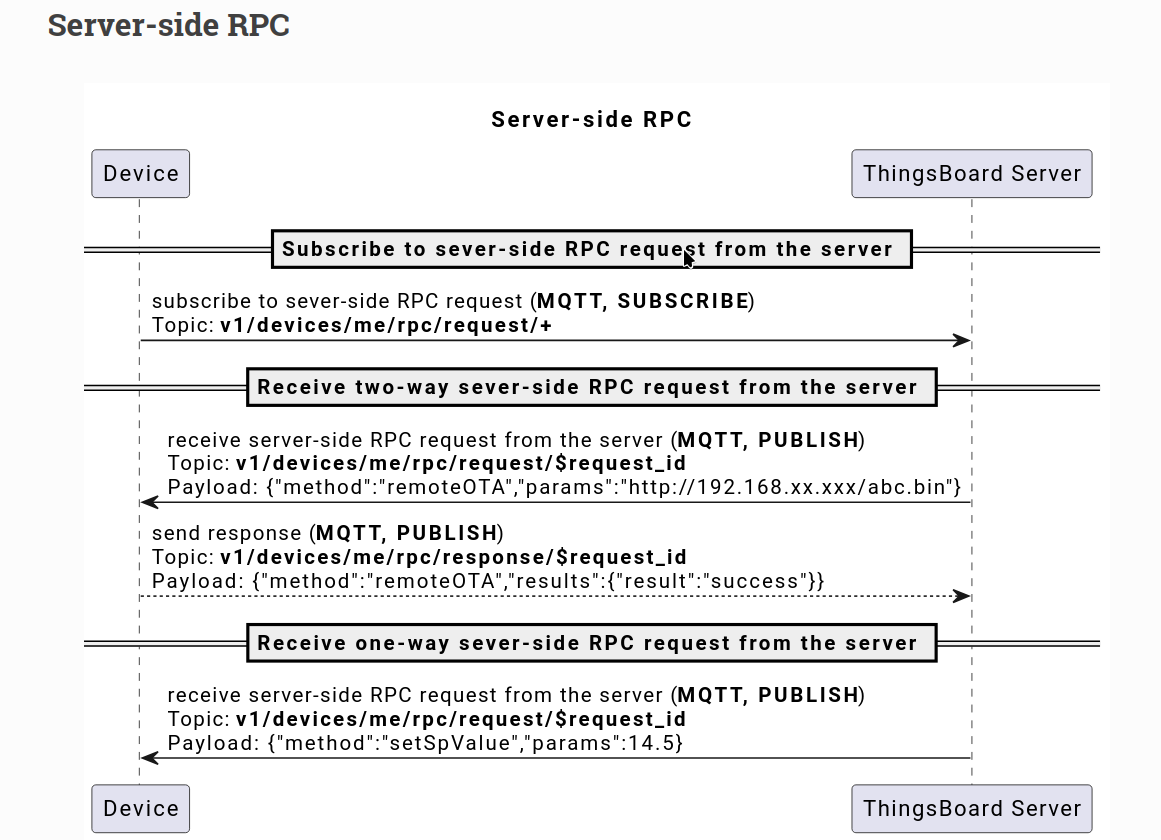 Server-side RPC
Server-side RPC
Device
ThingsBoard Server
Subscribe to sever-side RPC request from the server
subscribe to sever-side RPC request (MQTT, SUBSCRIBE)
Topic: v1/devices/me/rpc/request/+
Receive two-way sever-side RPC request from the server
receive server-side RPC request from the server (MQTT, PUBLISH)
Topic: v1/devices/me/rpc/request/$request_id
Payload: {"method":"remoteOTA","params":"http://192.168.xx.xxx/abc.bin"}
send response (MQTT, PUBLISH)
Topic: v1/devices/me/rpc/response/$request_id
Payload: {"method":"remoteOTA","results":{"result":"success"}}
Receive one-way sever-side RPC request from the server
receive server-side RPC request from the server (MQTT, PUBLISH)
Topic: v1/devices/me/rpc/request/$request_id
Payload: {"method":"setSpValue","params":14.5}
Device
ThingsBoard Server